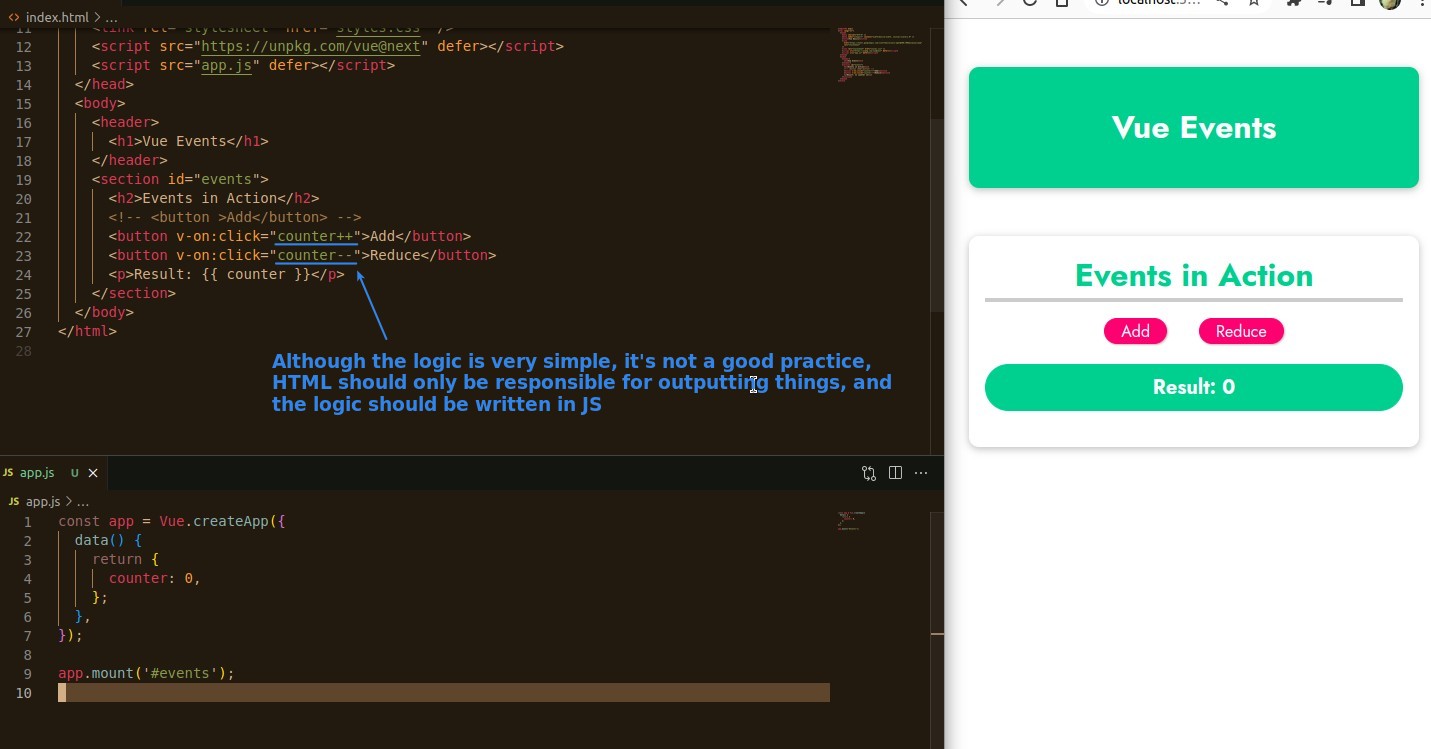 index.html > ...
11 <link rel="stylesheet" href="styles.css" />
12 <script src="https://unpkg.com/vue@next" defer></script>
13 <script src="app.js" defer></script>
14 </head>
15 <body>
16 <header>
17 <h1>Vue Events</h1>
18 </header>
19 <section id="events">
20 <h2>Events in Action</h2>
21 <!-- <button >Add</button> -->
22 <button v-on:click="counter++">Add</button>
23 <button v-on:click="counter--">Reduce</button>
24 <p>Result: {{ counter }}</p>
25 </section>
26 </body>
27 </html>
28
Although the logic is very simple, it's not a good practice,
HTML should only be responsible for outputting things, and
the logic should be written in JS
JS app.js U
JS app.js > ...
1 const app = Vue.createApp({
2 data() {
3 return {
4 counter: 0,
5 };
6 },
7 });
8
9 app.mount('#events');
10
Vue Events
Events in Action
Add Reduce
Result: 0